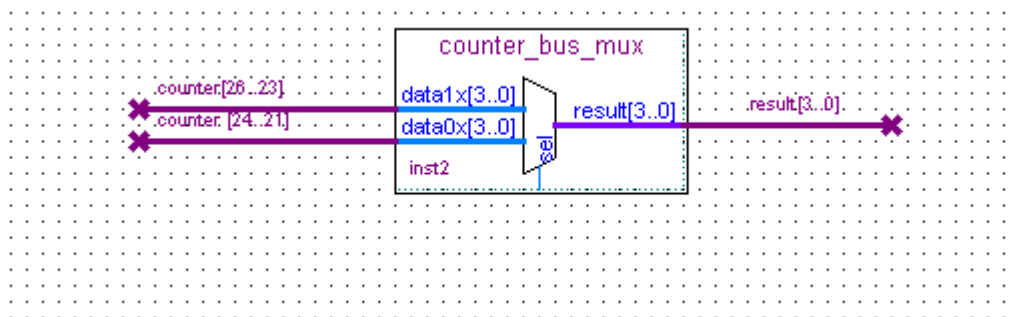 counter_bus_mux
counter[26..23]
data1x[3..0]
counter. [24..21]
data0x[3..0]
result[3..0]
result[3..0]
sel
inst2